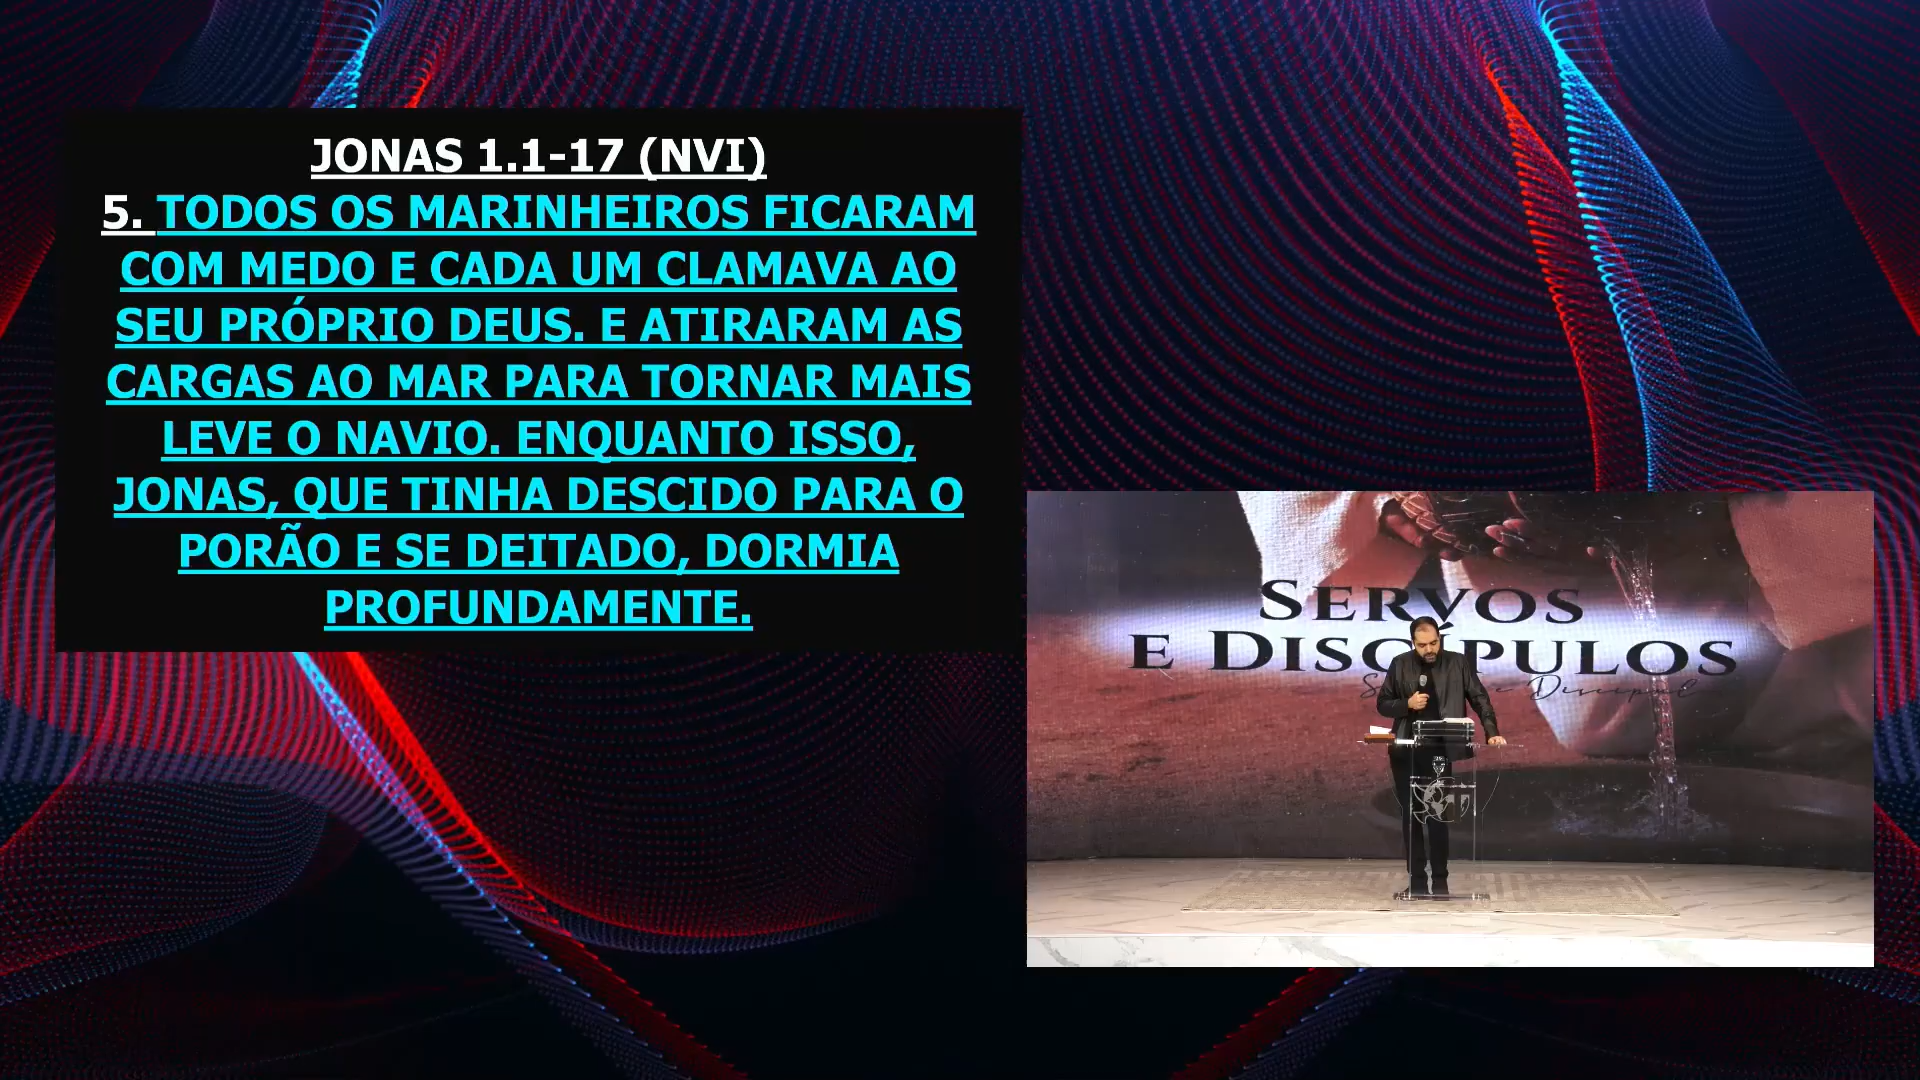 JONAS 1.1-17 (NVI)
5. TODOS OS MARINHEIROS FICARAM
COM MEDO E CADA UM CLAMAVA AO
SEU PRÓPRIO DEUS. E ATIRARAM AS
CARGAS AO MAR PARA TORNAR MAIS
LEVE O NAVIO. ENQUANTO ISSO,
JONAS, QUE TINHA DESCIDO PARA O
PORÃO E SE DEITADO, DORMIA
PROFUNDAMENTE.
SERVOS
E DISCÍPULOS